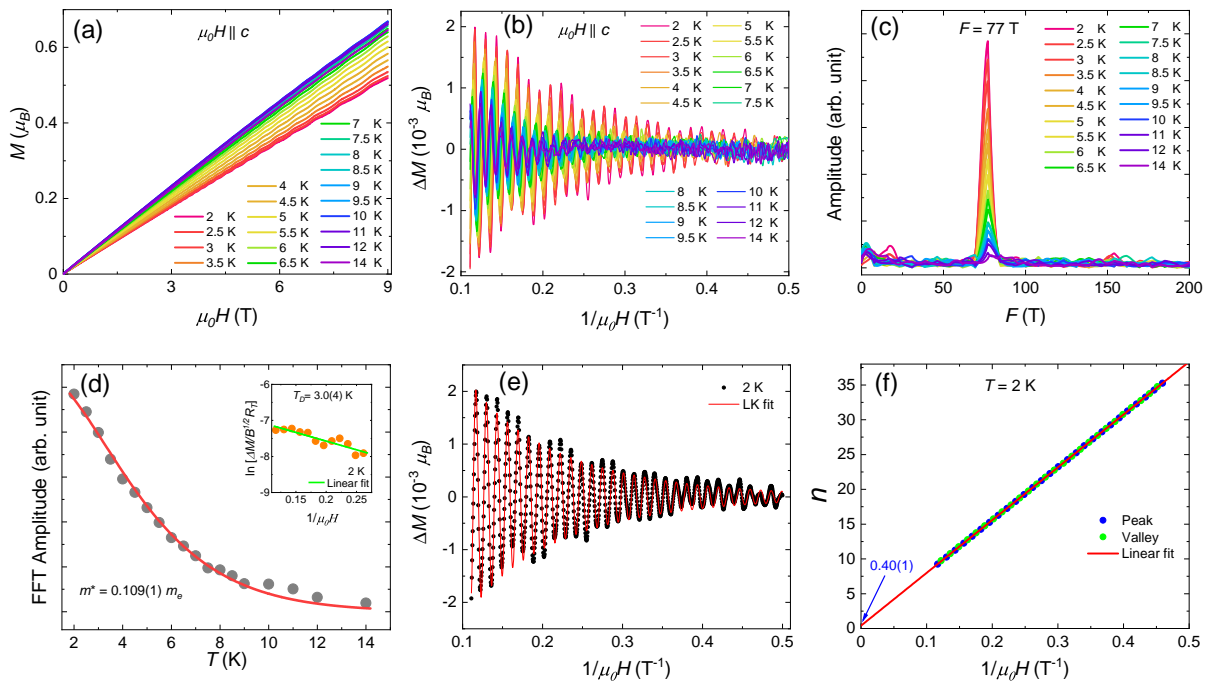 (a)
μ₀H ∥ c
M (μB)
0.6
0.4
0.2
0
0
3
6
9
μ₀H (T)
2 K
2.5 K
3 K
3.5 K
4 K
4.5 K
5 K
5.5 K
6 K
6.5 K
7 K
7.5 K
8 K
8.5 K
9 K
9.5 K
10 K
11 K
12 K
14 K
(b)
μ₀H ∥ c
ΔM (10⁻³ μB)
2
1
0
-1
-2
0.1
0.2
0.3
0.4
0.5
1/μ₀H (T⁻¹)
2 K
2.5 K
3 K
3.5 K
4 K
4.5 K
5 K
5.5 K
6 K
6.5 K
7 K
7.5 K
8 K
8.5 K
9 K
9.5 K
10 K
11 K
12 K
14 K
(c)
F = 77 T
Amplitude (arb. unit)
0
50
100
150
200
F (T)
2 K
2.5 K
3 K
3.5 K
4 K
4.5 K
5 K
5.5 K
6 K
6.5 K
7 K
7.5 K
8 K
8.5 K
9 K
9.5 K
10 K
11 K
12 K
14 K
(d)
FFT Amplitude (arb. unit)
m* = 0.109(1) mₑ
2
4
6
8
10
12
14
T (K)
ln [ΔM/B¹/²R_T]
-6
-7
-8
-9
T_D = 3.0(4) K
2 K
Linear fit
0.15
0.20
0.25
1/μ₀H
(e)
2 K
LK fit
ΔM (10⁻³ μB)
2
1
0
-1
-2
0.1
0.2
0.3
0.4
0.5
1/μ₀H (T⁻¹)
(f)
T = 2 K
n
35
30
25
20
15
10
5
0
0.40(1)
Peak
Valley
Linear fit
0.0
0.1
0.2
0.3
0.4
0.5
1/μ₀H (T⁻¹)